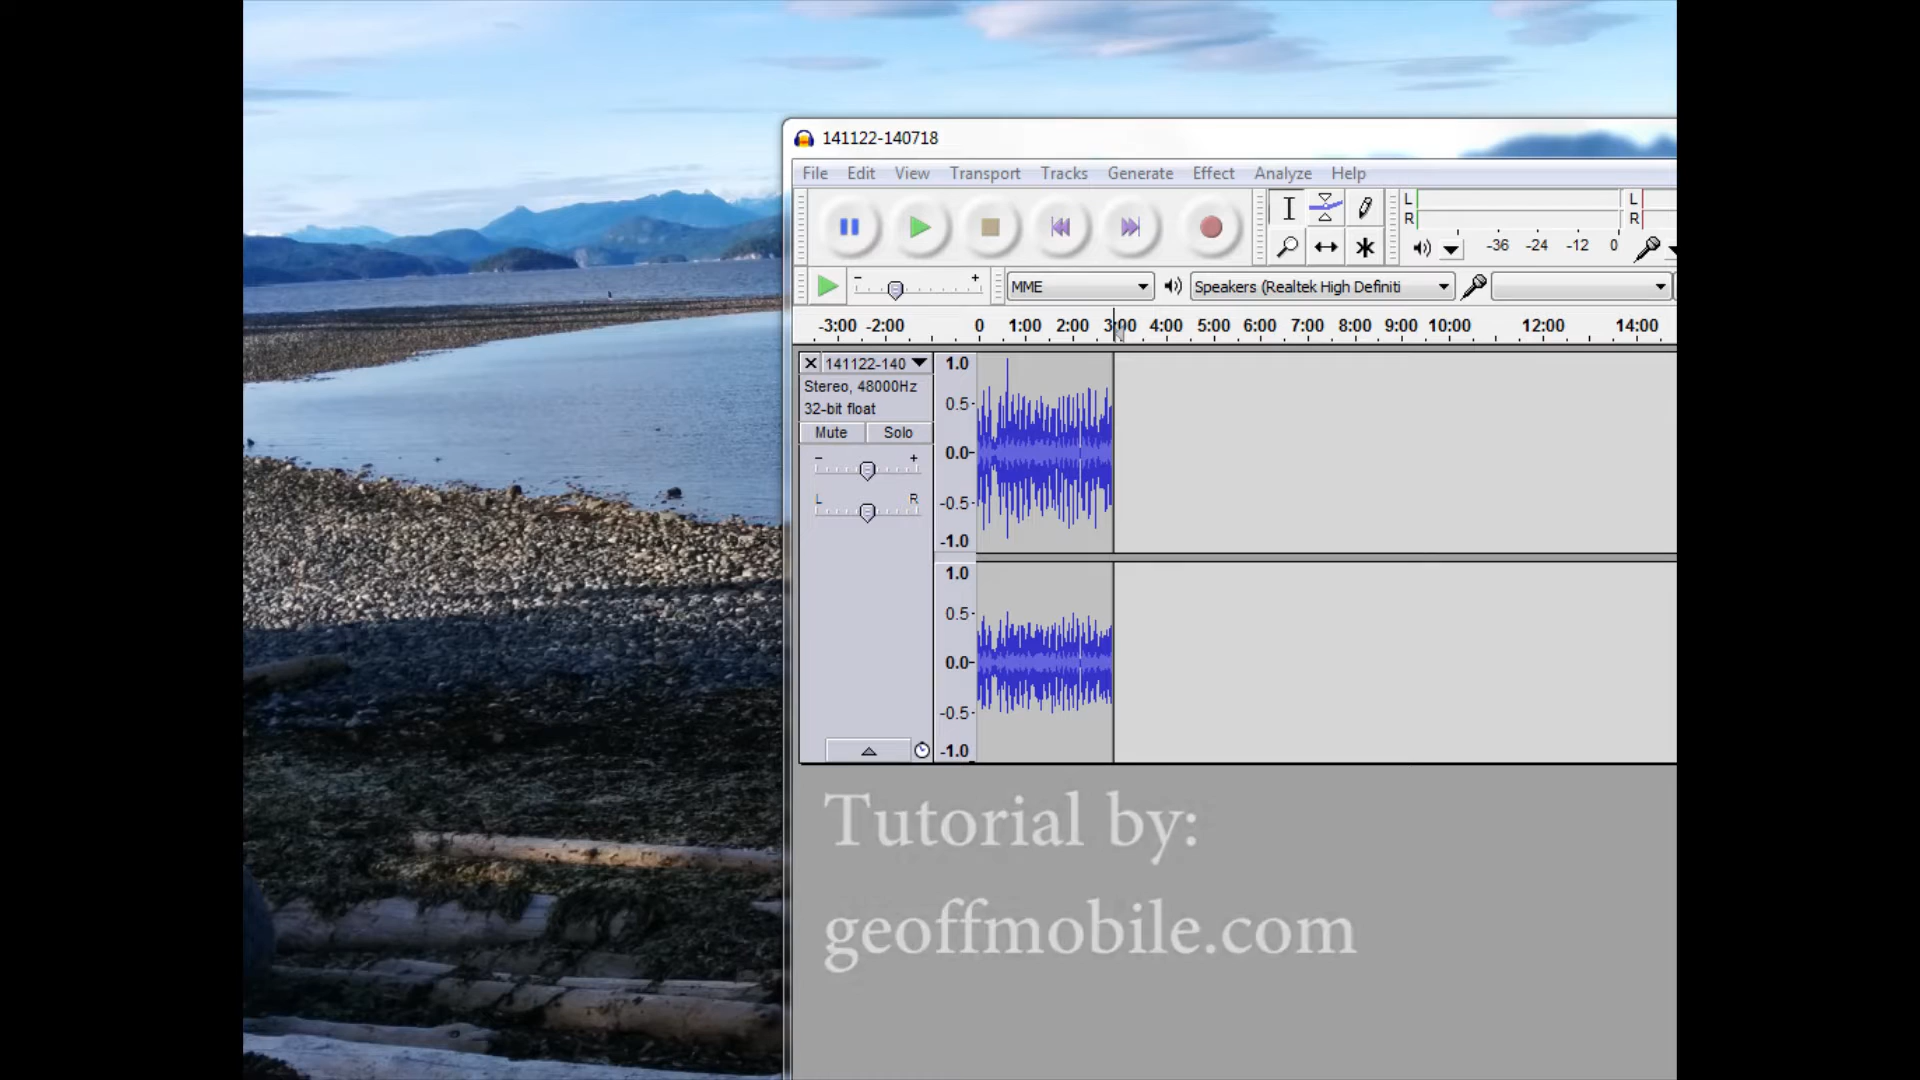 141122-140718
File Edit View Transport Tracks Generate Effect Analyze Help
L L
R R
-36 -24 -12 0
- +
MME Speakers (Realtek High Definiti
-3:00 -2:00 0 1:00 2:00 3:00 4:00 5:00 6:00 7:00 8:00 9:00 10:00 12:00 14:00
141122-140
Stereo, 48000Hz
32-bit float
Mute Solo
- +
L R
1.0
0.5
0.0
-0.5
-1.0
1.0
0.5
0.0
-0.5
-1.0
Tutorial by:
geoffmobile.com